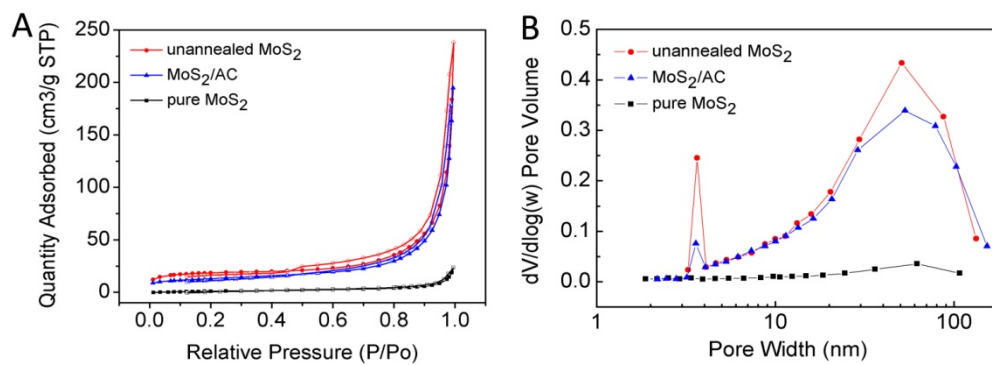 A
250
200
150
100
50
0
Quantity Adsorbed (cm3/g STP)
unannealed MoS2
MoS2/AC
pure MoS2
0.0
0.2
0.4
0.6
0.8
1.0
Relative Pressure (P/Po)
B
0.4
0.3
0.2
0.1
0.0
dV/dlog(w) Pore Volume
unannealed MoS2
MoS2/AC
pure MoS2
1
10
100
Pore Width (nm)